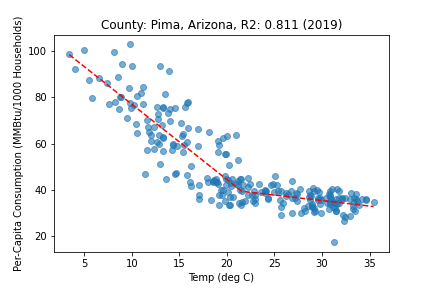 County: Pima, Arizona, R2: 0.811 (2019)
Per-Capita Consumption (MMBtu/1000 Households)
100
80
60
40
20
5 10 15 20 25 30 35
Temp (deg C)